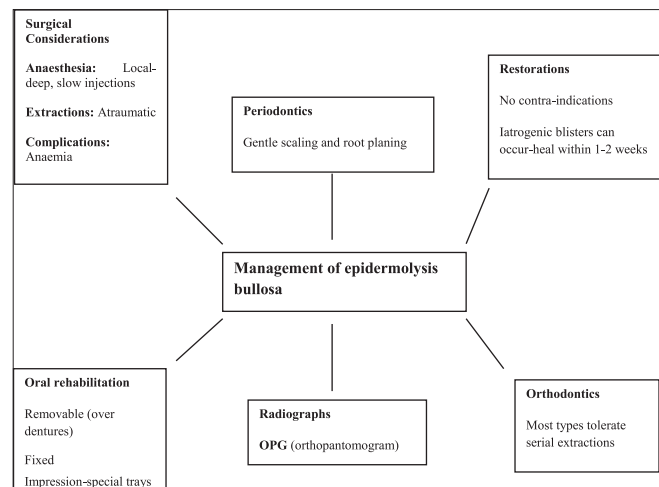 Surgical
Considerations
Anaesthesia: Local-
deep, slow injections
Extractions: Atraumatic
Complications:
Anaemia
Periodontics
Gentle scaling and root planing
Restorations
No contra-indications
Iatrogenic blisters can
occur-heal within 1-2 weeks
Management of epidermolysis
bullosa
Oral rehabilitation
Removable (over
dentures)
Fixed
Impression-special trays
Radiographs
OPG (orthopantomogram)
Orthodontics
Most types tolerate
serial extractions